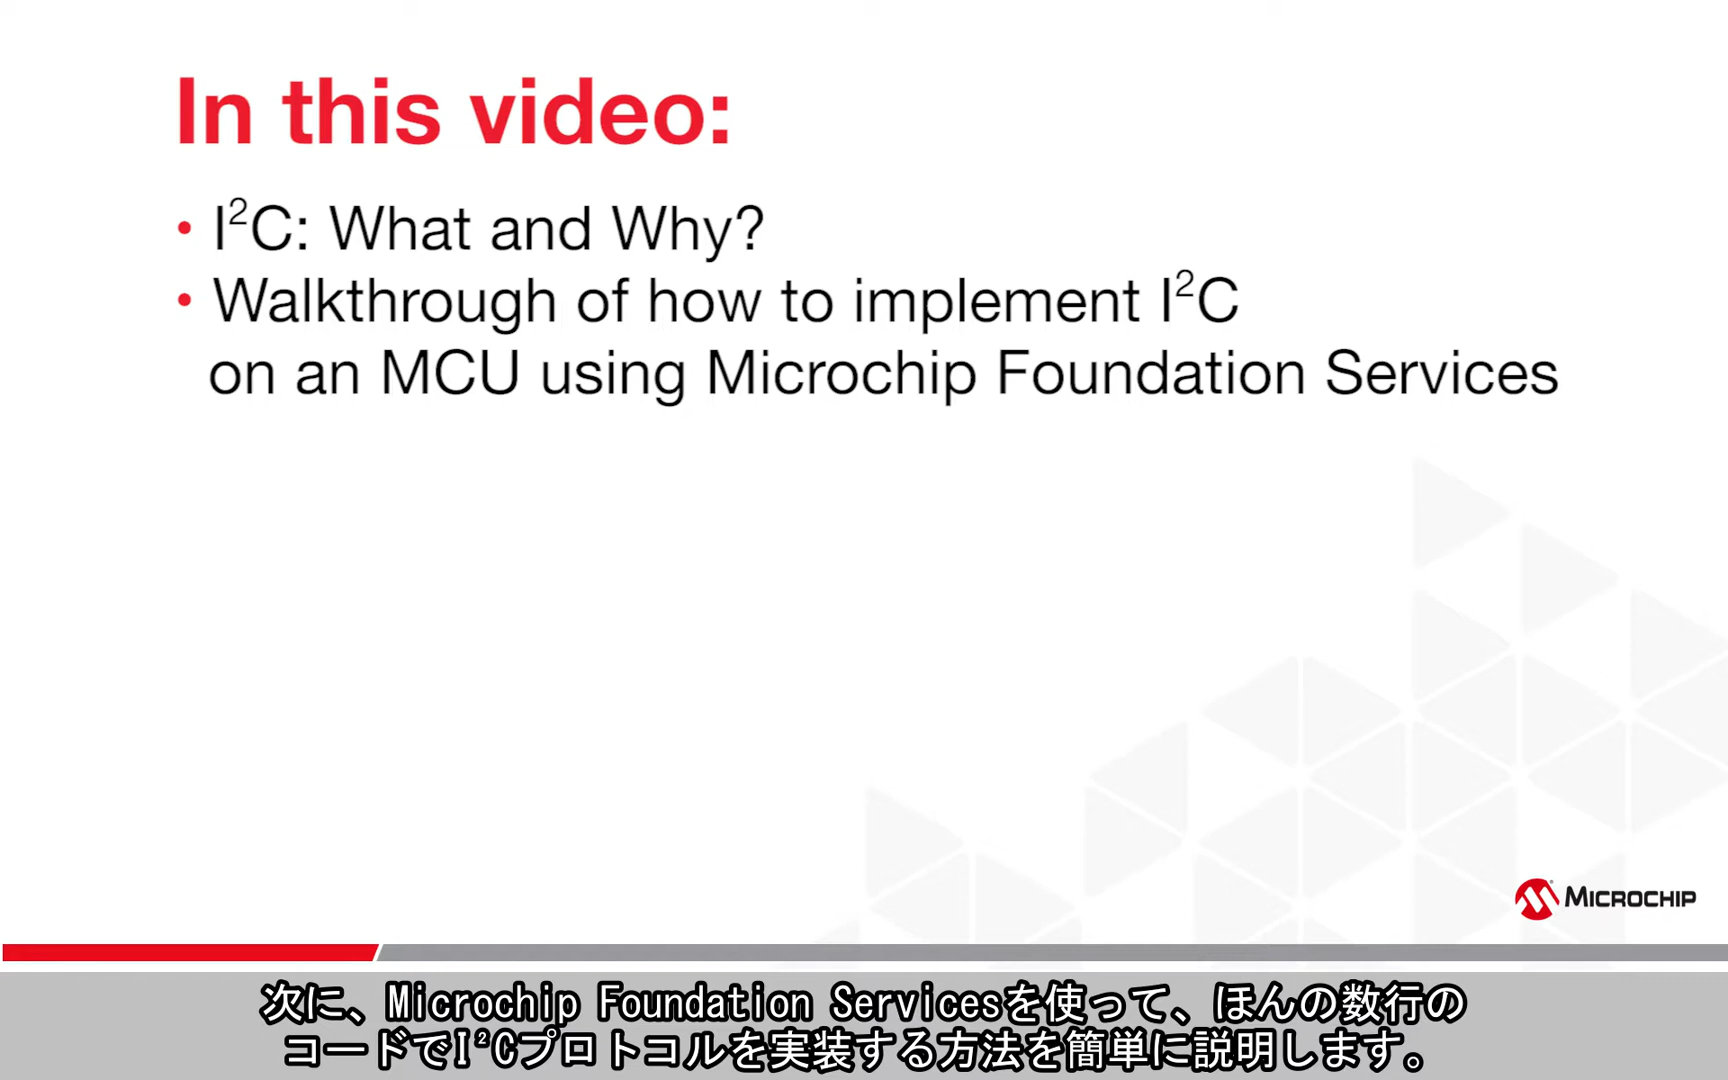 In this video:
• I²C: What and Why?
• Walkthrough of how to implement I²C
on an MCU using Microchip Foundation Services
MICROCHIP
次に、Microchip Foundation Servicesを使って、ほんの数行の
コードでI²Cプロトコルを実装する方法を簡単に説明します。